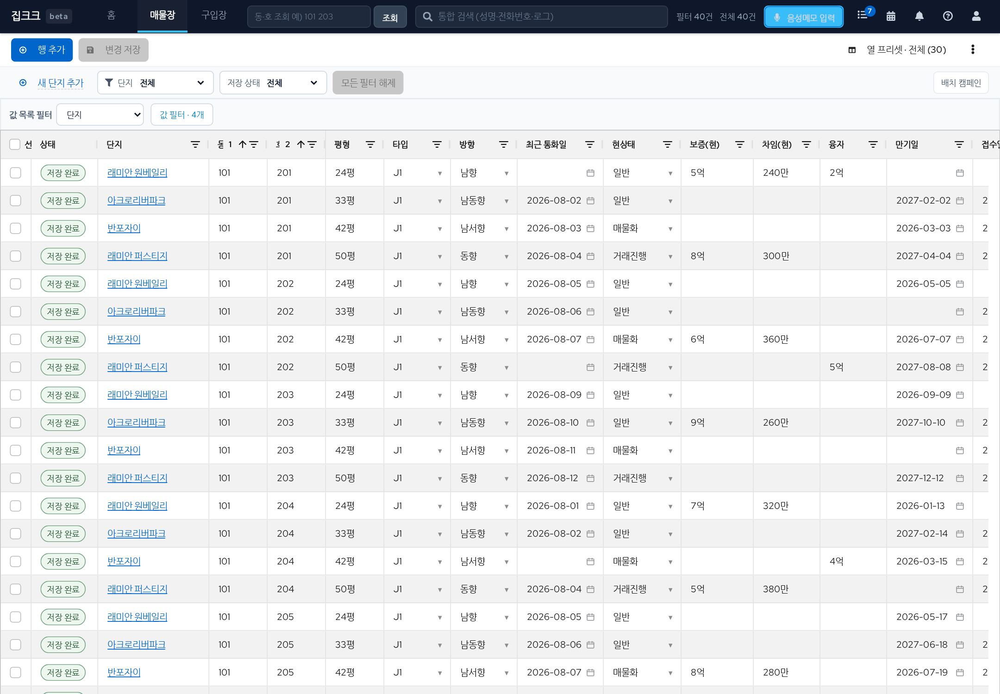 집크크 beta 홈 매물장 구입장 동·호 조회 예) 101 203 조회 통합 검색 (성명·전화번호·로그) 필터 40건 전체 40건 음성메모 입력 7
행 추가 변경 저장 열 프리셋 · 전체 (30)
새 단지 추가 단지 전체 저장 상태 전체 모든 필터 해제 배치 캠페인
값 목록 필터 단지 값 필터 · 4개
선 상태 단지 1 2 평형 타입 방향 최근 통화일 현상태 보증(현) 차임(현) 융자 만기일
저장 완료 래미안 원베일리 101 201 24평 J1 남향 일반 5억 240만 2억
저장 완료 아크로리버파크 101 201 33평 J1 남동향 2026-08-02 일반 2027-02-02 2
저장 완료 반포자이 101 201 42평 J1 남서향 2026-08-03 매물화 2026-03-03 2
저장 완료 래미안 퍼스티지 101 201 50평 J1 동향 2026-08-04 거래진행 8억 300만 2027-04-04 2
저장 완료 래미안 원베일리 101 202 24평 J1 남향 2026-08-05 일반 2026-05-05
저장 완료 아크로리버파크 101 202 33평 J1 남동향 2026-08-06 일반 2
저장 완료 반포자이 101 202 42평 J1 남서향 2026-08-07 매물화 6억 360만 2026-07-07 2
저장 완료 래미안 퍼스티지 101 202 50평 J1 동향 거래진행 5억 2027-08-08 2
저장 완료 래미안 원베일리 101 203 24평 J1 남향 2026-08-09 일반 2026-09-09
저장 완료 아크로리버파크 101 203 33평 J1 남동향 2026-08-10 일반 9억 260만 2027-10-10 2
저장 완료 반포자이 101 203 42평 J1 남서향 2026-08-11 매물화 2
저장 완료 래미안 퍼스티지 101 203 50평 J1 동향 2026-08-12 거래진행 2027-12-12 2
저장 완료 래미안 원베일리 101 204 24평 J1 남향 2026-08-01 일반 7억 320만 2026-01-13
저장 완료 아크로리버파크 101 204 33평 J1 남동향 2026-08-02 일반 2027-02-14 2
저장 완료 반포자이 101 204 42평 J1 남서향 매물화 4억 2026-03-15 2
저장 완료 래미안 퍼스티지 101 204 50평 J1 동향 2026-08-04 거래진행 5억 380만 2
저장 완료 래미안 원베일리 101 205 24평 J1 남향 2026-08-05 일반 2026-05-17
저장 완료 아크로리버파크 101 205 33평 J1 남동향 2026-08-06 일반 2027-06-18 2
저장 완료 반포자이 101 205 42평 J1 남서향 2026-08-07 매물화 8억 280만 2026-07-19 2